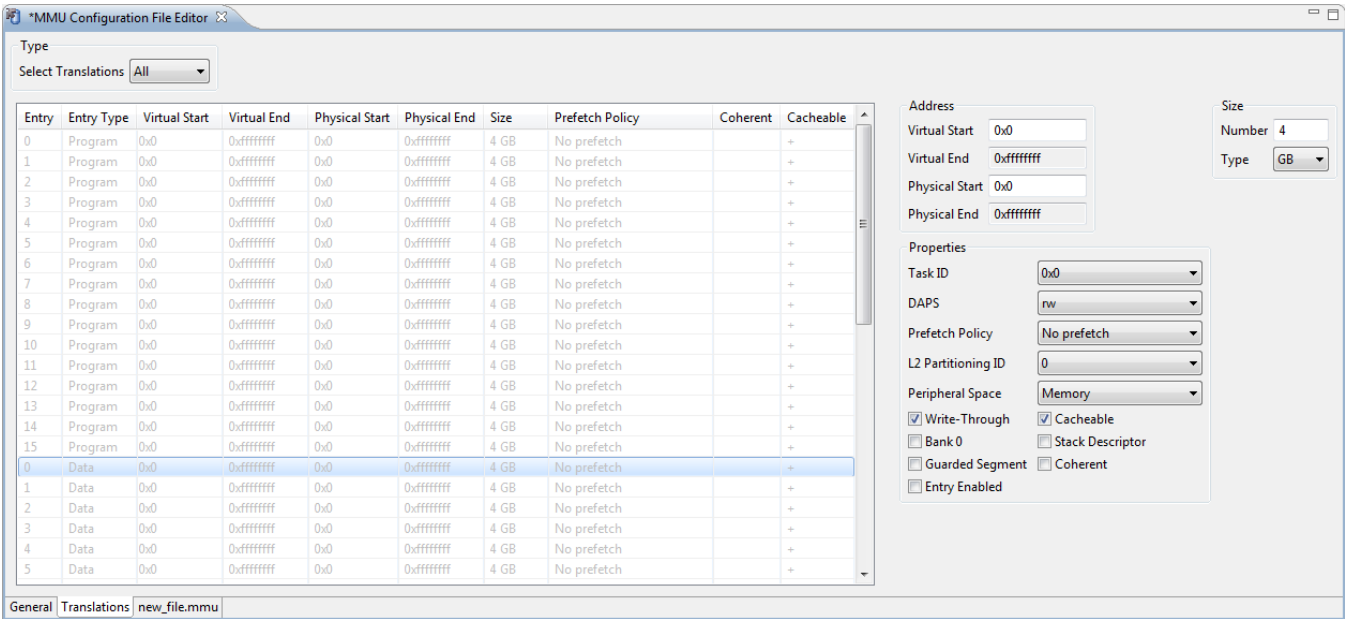 *MMU Configuration File Editor
Type
Select Translations All
Entry Entry Type Virtual Start Virtual End Physical Start Physical End Size Prefetch Policy Coherent Cacheable
0 Program 0x0 0xffffffff 0x0 0xffffffff 4 GB No prefetch +
1 Program 0x0 0xffffffff 0x0 0xffffffff 4 GB No prefetch +
2 Program 0x0 0xffffffff 0x0 0xffffffff 4 GB No prefetch +
3 Program 0x0 0xffffffff 0x0 0xffffffff 4 GB No prefetch +
4 Program 0x0 0xffffffff 0x0 0xffffffff 4 GB No prefetch +
5 Program 0x0 0xffffffff 0x0 0xffffffff 4 GB No prefetch +
6 Program 0x0 0xffffffff 0x0 0xffffffff 4 GB No prefetch +
7 Program 0x0 0xffffffff 0x0 0xffffffff 4 GB No prefetch +
8 Program 0x0 0xffffffff 0x0 0xffffffff 4 GB No prefetch +
9 Program 0x0 0xffffffff 0x0 0xffffffff 4 GB No prefetch +
10 Program 0x0 0xffffffff 0x0 0xffffffff 4 GB No prefetch +
11 Program 0x0 0xffffffff 0x0 0xffffffff 4 GB No prefetch +
12 Program 0x0 0xffffffff 0x0 0xffffffff 4 GB No prefetch +
13 Program 0x0 0xffffffff 0x0 0xffffffff 4 GB No prefetch +
14 Program 0x0 0xffffffff 0x0 0xffffffff 4 GB No prefetch +
15 Program 0x0 0xffffffff 0x0 0xffffffff 4 GB No prefetch +
0 Data 0x0 0xffffffff 0x0 0xffffffff 4 GB No prefetch +
1 Data 0x0 0xffffffff 0x0 0xffffffff 4 GB No prefetch +
2 Data 0x0 0xffffffff 0x0 0xffffffff 4 GB No prefetch +
3 Data 0x0 0xffffffff 0x0 0xffffffff 4 GB No prefetch +
4 Data 0x0 0xffffffff 0x0 0xffffffff 4 GB No prefetch +
5 Data 0x0 0xffffffff 0x0 0xffffffff 4 GB No prefetch +
Address
Virtual Start 0x0
Virtual End 0xffffffff
Physical Start 0x0
Physical End 0xffffffff
Size
Number 4
Type GB
Properties
Task ID 0x0
DAPS rw
Prefetch Policy No prefetch
L2 Partitioning ID 0
Peripheral Space Memory
Write-Through Cacheable
Bank 0 Stack Descriptor
Guarded Segment Coherent
Entry Enabled
General Translations new_file.mmu